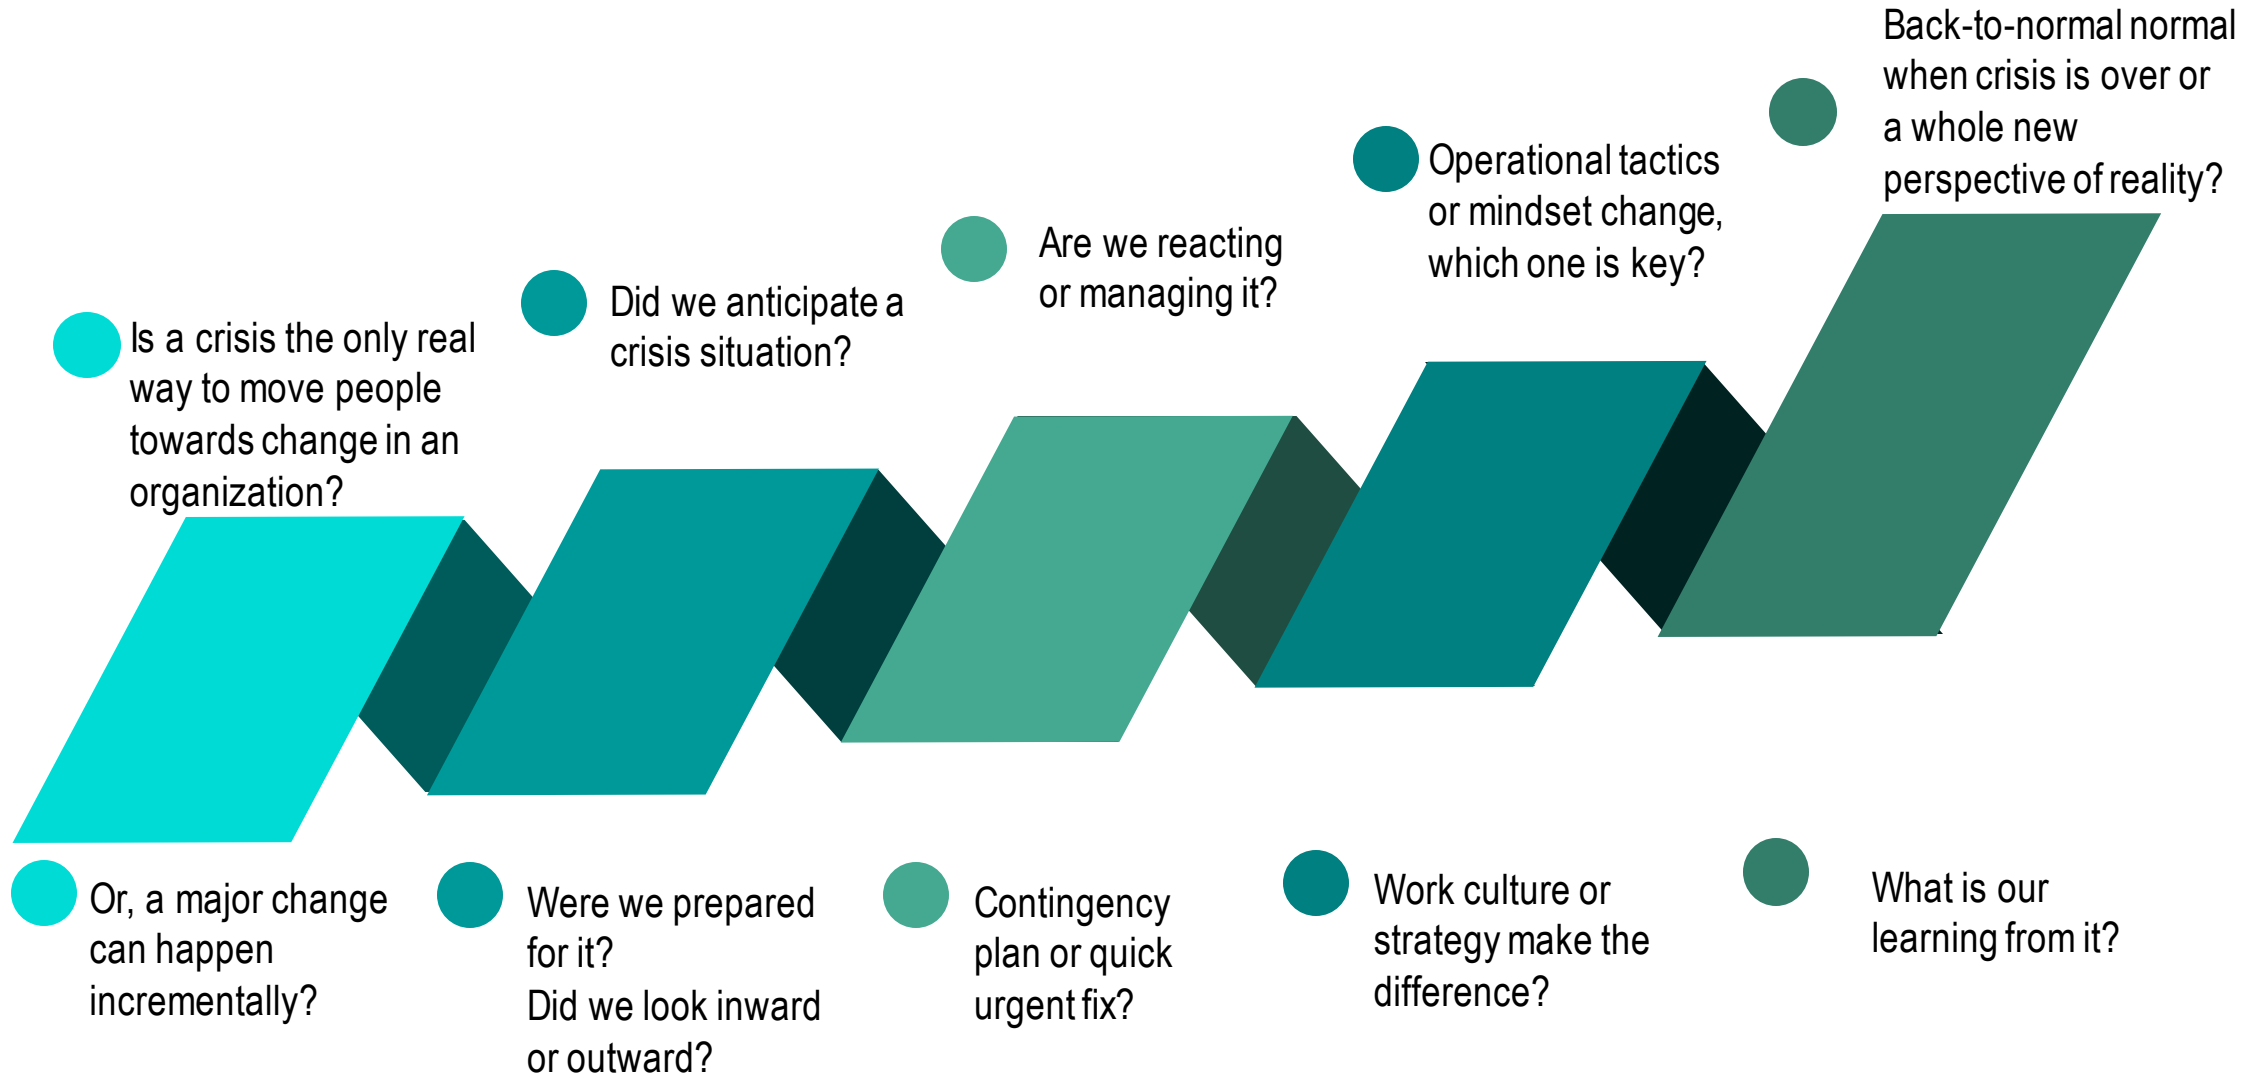 Is a crisis the only real
way to move people
towards change in an
organization?
Did we anticipate a
crisis situation?
Are we reacting
or managing it?
Operational tactics
or mindset change,
which one is key?
Back-to-normal normal
when crisis is over or
a whole new
perspective of reality?
Or, a major change
can happen
incrementally?
Were we prepared
for it?
Did we look inward
or outward?
Contingency
plan or quick
urgent fix?
Work culture or
strategy make the
difference?
What is our
learning from it?